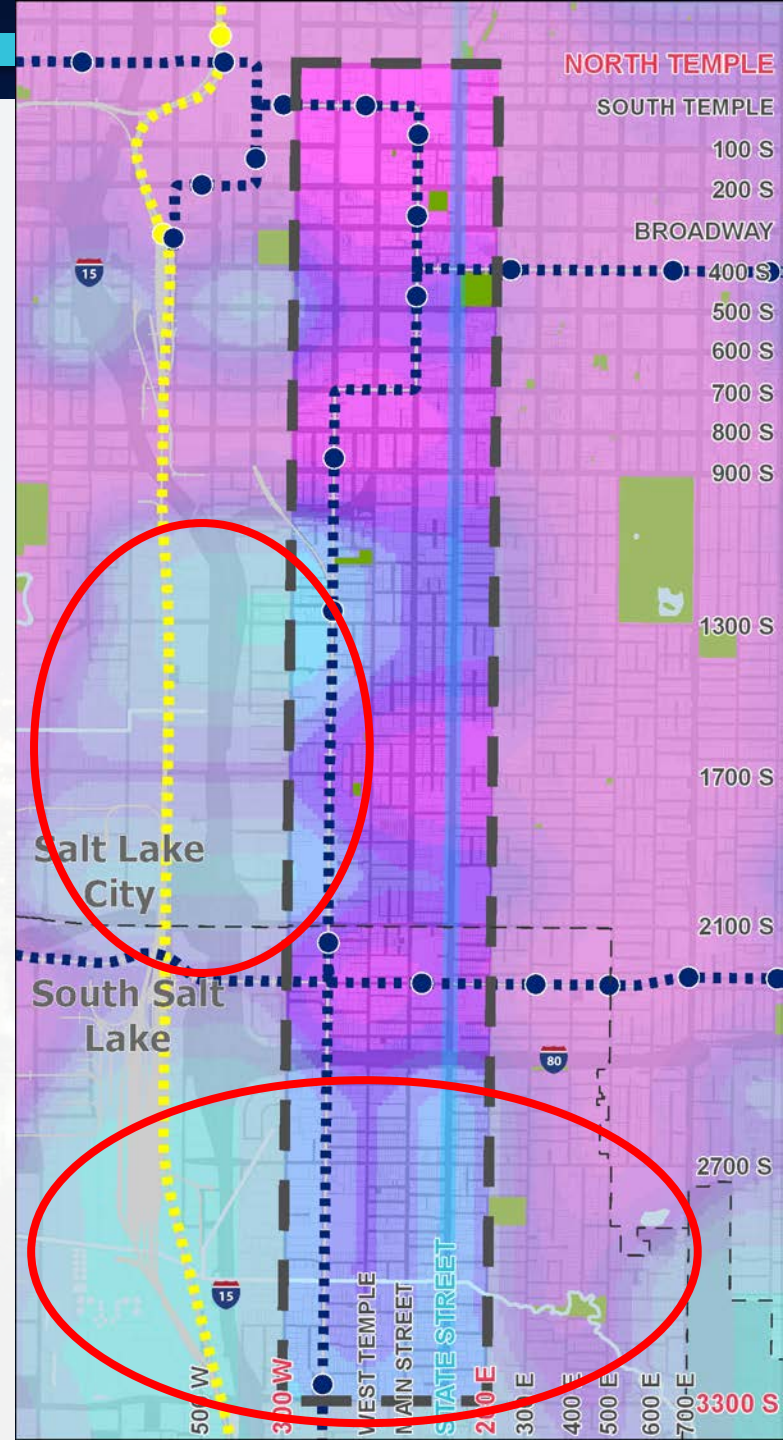 NORTH TEMPLE
SOUTH TEMPLE
100 S
200 S
BROADWAY
15
400 S
500 S
600 S
700 S
800 S
900 S
1300 S
1700 S
Salt Lake
City
2100 S
South Salt
Lake
80
2700 S
15
500 W
300 W
WEST TEMPLE
MAIN STREET
STATE STREET
200 E
300 E
400 E
500 E
600 E
700 E
3300 S